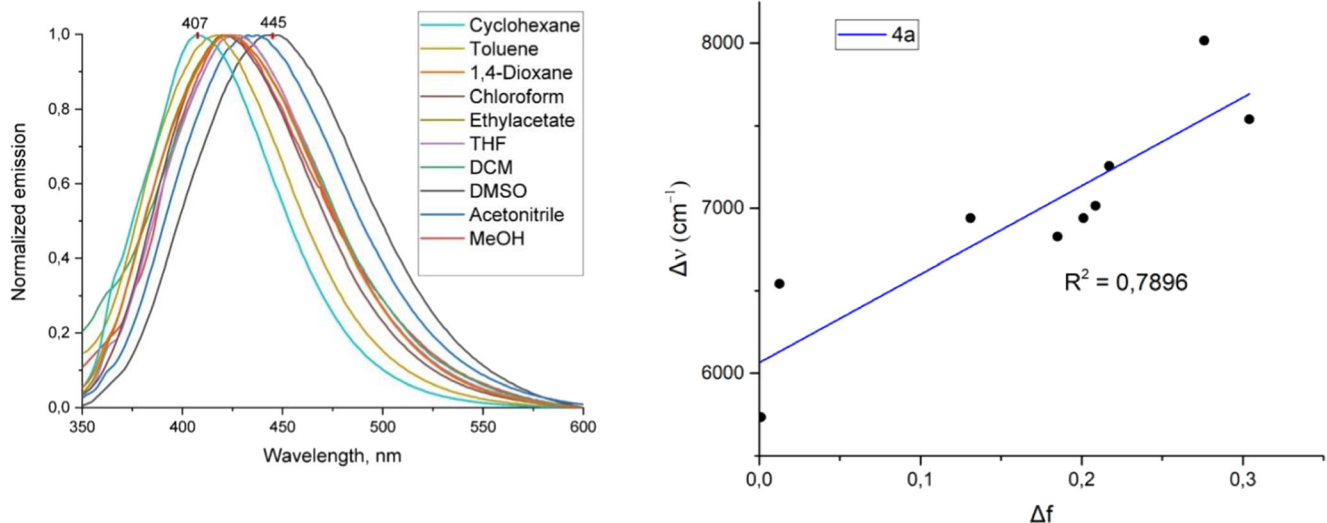 407 445
Cyclohexane
Toluene
1,4-Dioxane
Chloroform
Ethylacetate
THF
DCM
DMSO
Acetonitrile
MeOH
1,0
0,8
0,6
0,4
0,2
0,0
Normalized emission
350 400 450 500 550 600
Wavelength, nm
4a
8000
7000
6000
Δν (cm⁻¹)
R² = 0,7896
0,0 0,1 0,2 0,3
Δf